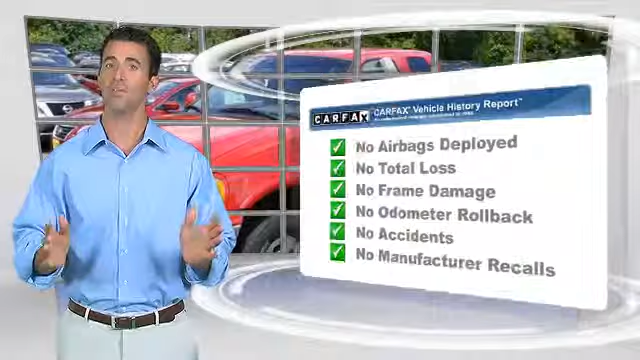 CARFAX CARFAX Vehicle History Report™
No Airbags Deployed
No Total Loss
No Frame Damage
No Odometer Rollback
No Accidents
No Manufacturer Recalls